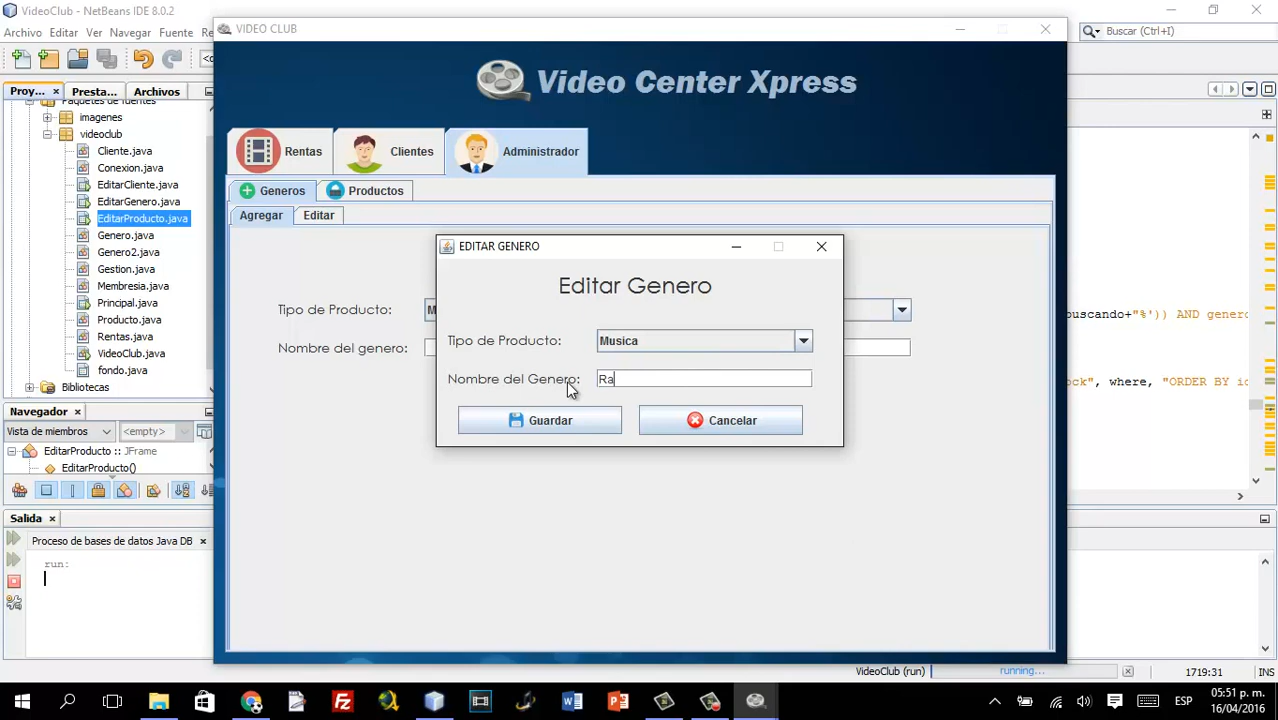 VideoClub - NetBeans IDE 8.0.2
Archivo Editar Ver Navegar Fuente Re
Buscar (Ctrl+I)
VIDEO CLUB
Video Center Xpress
Rentas Clientes Administrador
Generos Productos
Agregar Editar
Tipo de Producto: M
Nombre del genero:
EDITAR GENERO
Editar Genero
Tipo de Producto: Musica
Nombre del Genero: Ra
Guardar Cancelar
Proy... Presta... Archivos
Paquetes de fuentes
imagenes
videoclub
Cliente.java
Conexion.java
EditarCliente.java
EditarGenero.java
EditarProducto.java
Genero.java
Genero2.java
Gestion.java
Membresia.java
Principal.java
Producto.java
Rentas.java
VideoClub.java
fondo.java
Bibliotecas
Navegador
Vista de miembros <empty>
EditarProducto :: JFrame
EditarProducto()
uscando+"%')) AND genero
ock", where, "ORDER BY id
Salida
Proceso de bases de datos Java DB
run:
VideoClub (run) running... 1719:31 INS
ESP
05:51 p. m.
16/04/2016